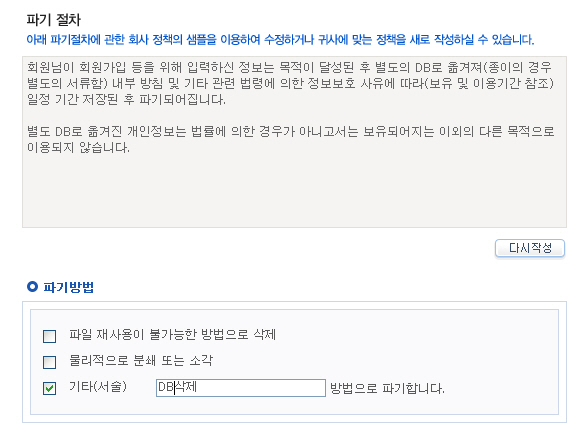 파기 절차
아래 파기절차에 관한 회사 정책의 샘플을 이용하여 수정하거나 귀사에 맞는 정책을 새로 작성하실 수 있습니다.
회원님이 회원가입 등을 위해 입력하신 정보는 목적이 달성된 후 별도의 DB로 옮겨져(종이의 경우
별도의 서류함) 내부 방침 및 기타 관련 법령에 의한 정보보호 사유에 따라(보유 및 이용기간 참조)
일정 기간 저장된 후 파기되어집니다.
별도 DB로 옮겨진 개인정보는 법률에 의한 경우가 아니고서는 보유되어지는 이외의 다른 목적으로
이용되지 않습니다.
다시작성
파기방법
파일 재사용이 불가능한 방법으로 삭제
물리적으로 분쇄 또는 소각
기타(서술) DB삭제 방법으로 파기합니다.